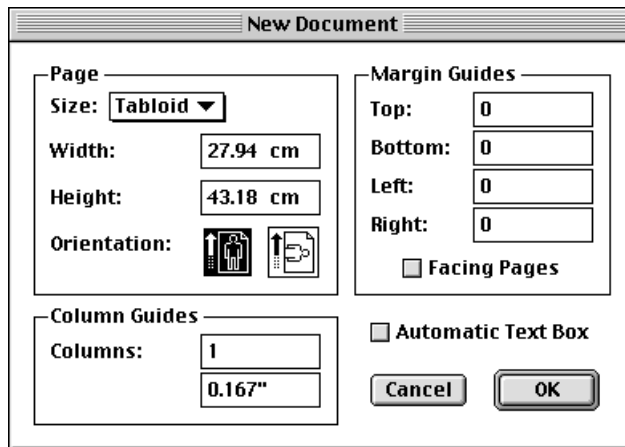 New Document
Page
Size: Tabloid
Width: 27.94 cm
Height: 43.18 cm
Orientation:
Margin Guides
Top: 0
Bottom: 0
Left: 0
Right: 0
Facing Pages
Column Guides
Columns: 1
0.167"
Automatic Text Box
Cancel OK